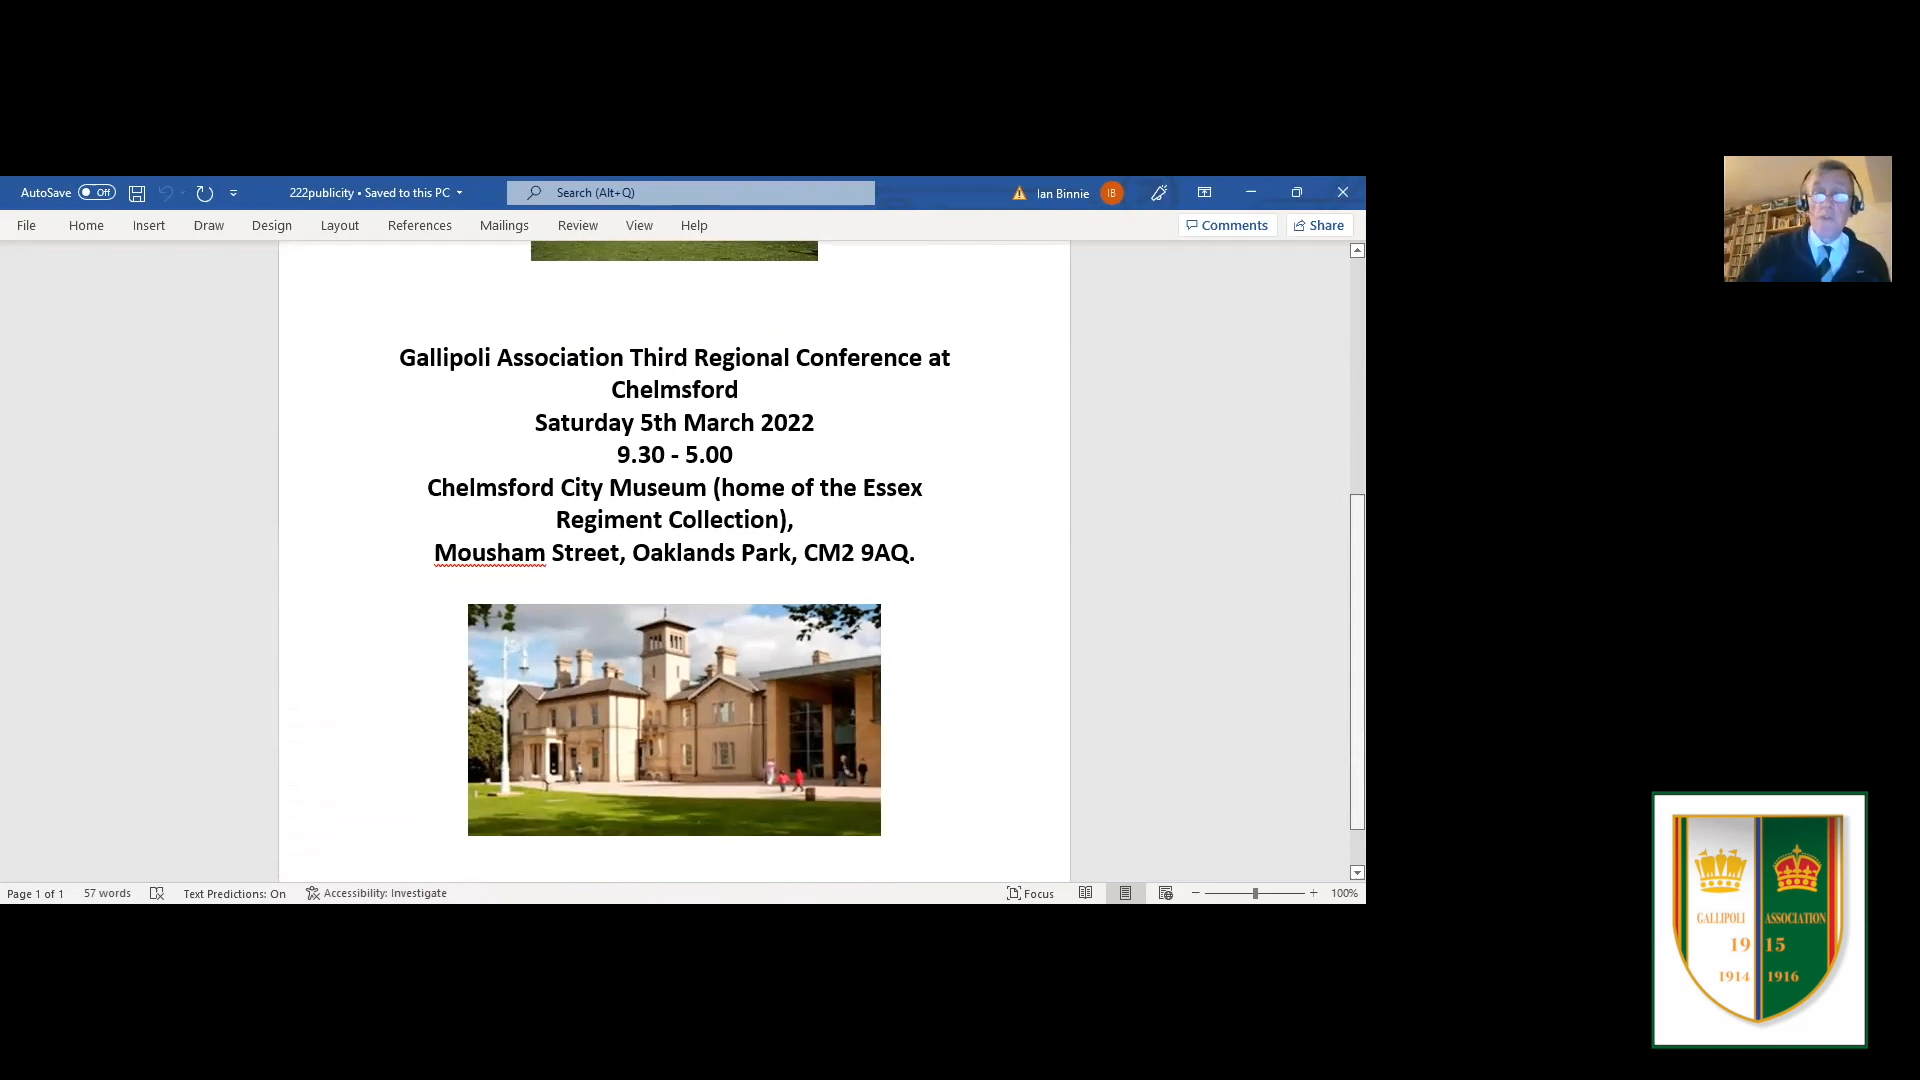 AutoSave Off 222publicity • Saved to this PC Search (Alt+Q) Ian Binnie IB
File Home Insert Draw Design Layout References Mailings Review View Help Comments Share
Gallipoli Association Third Regional Conference at
Chelmsford
Saturday 5th March 2022
9.30 - 5.00
Chelmsford City Museum (home of the Essex
Regiment Collection),
Mousham Street, Oaklands Park, CM2 9AQ.
Page 1 of 1 57 words Text Predictions: On Accessibility: Investigate Focus 100%
GALLIPOLI ASSOCIATION
19 15
1914 1916